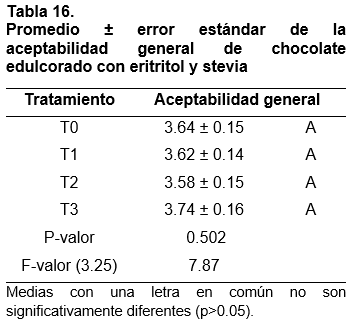 Tabla 16.
Promedio ± error estándar de la
aceptabilidad general de chocolate
edulcorado con eritritol y stevia
Tratamiento Aceptabilidad general
T0 3.64 ± 0.15 A
T1 3.62 ± 0.14 A
T2 3.58 ± 0.15 A
T3 3.74 ± 0.16 A
P-valor 0.502
F-valor (3.25) 7.87
Medias con una letra en común no son
significativamente diferentes (p>0.05).